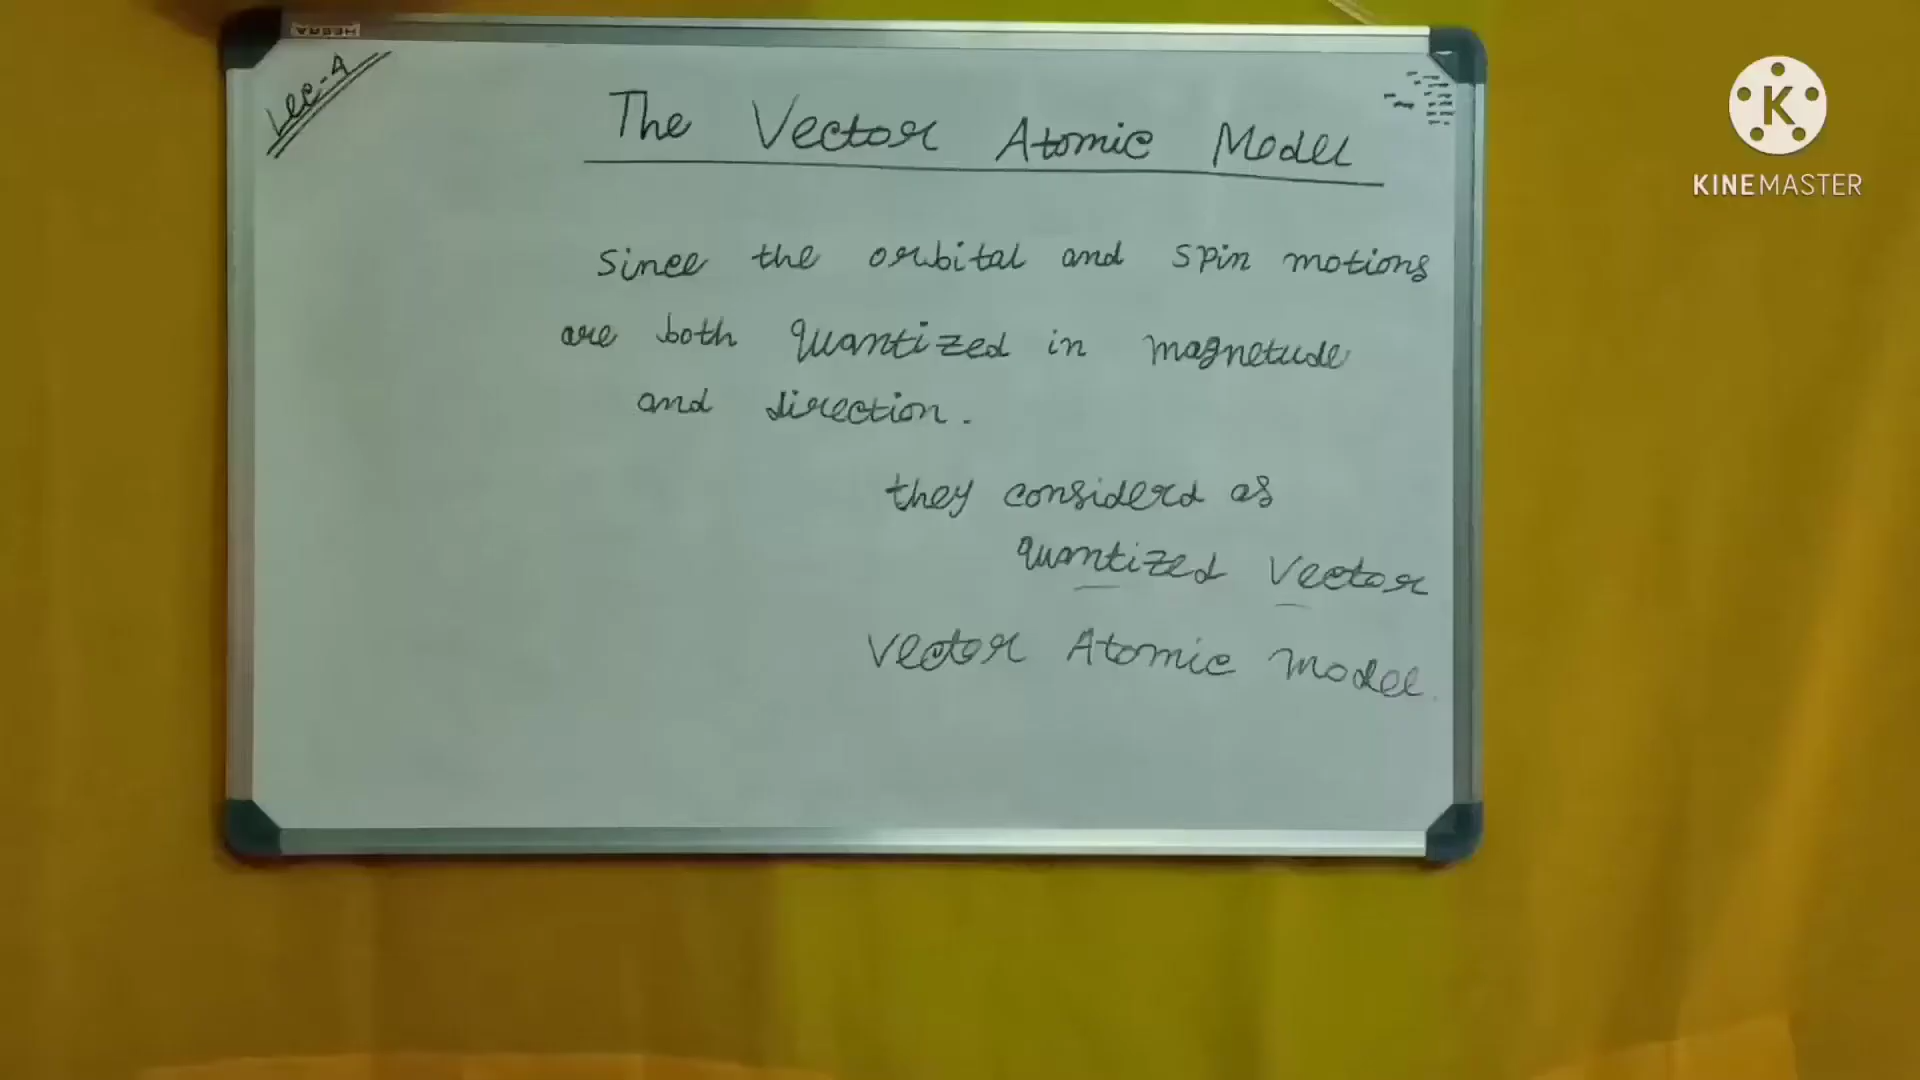 Lec-4
The Vector Atomic Model
Since the orbital and spin motions
are both quantized in magnetude
and direction.
they considerd as
quantized Vector
Vector Atomic Model.
K
KINEMASTER